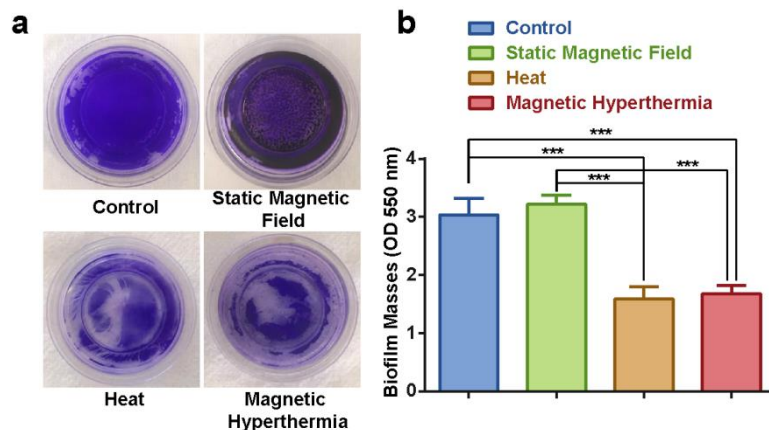 a
Control
Static Magnetic
Field
Heat
Magnetic
Hyperthermia
b
Control
Static Magnetic Field
Heat
Magnetic Hyperthermia
Biofilm Masses (OD 550 nm)
4
3
2
1
0
***
***
***
***